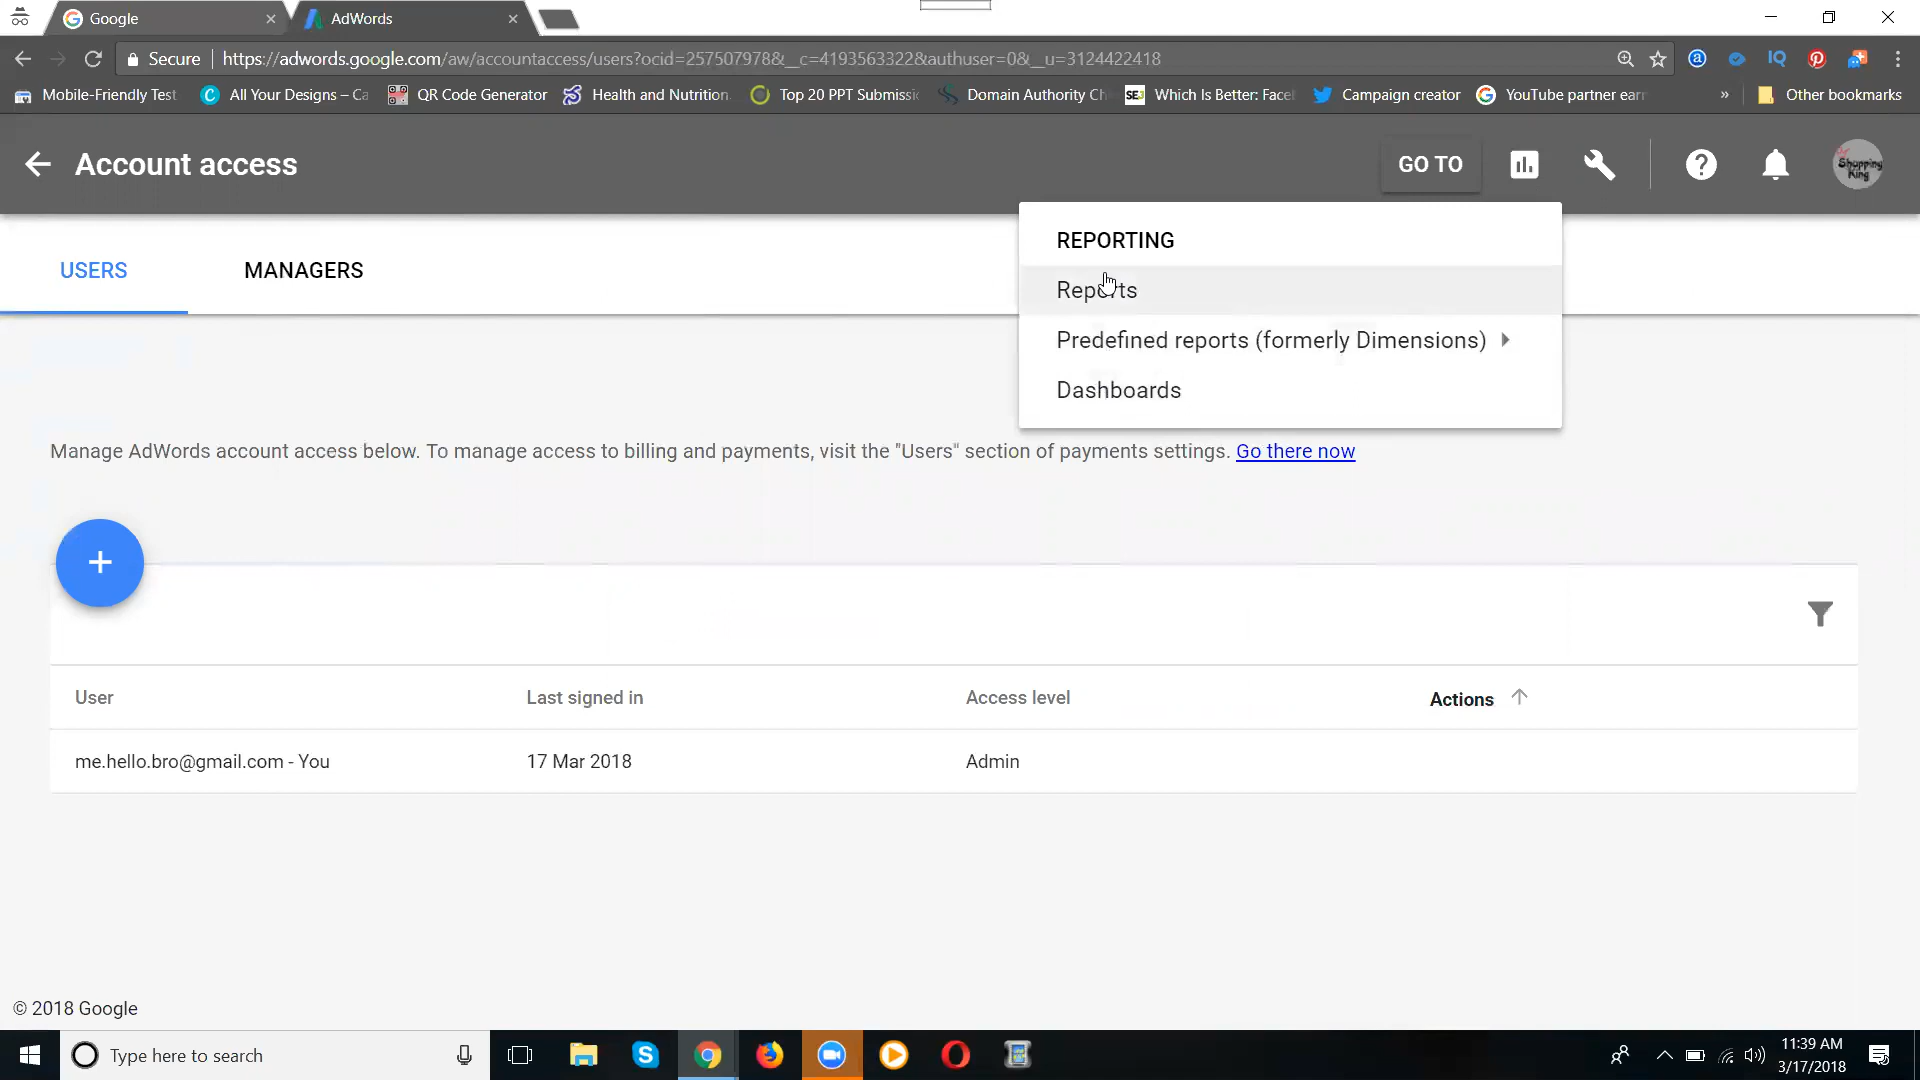 Google
AdWords
Secure
https://adwords.google.com/aw/accountaccess/users?ocid=257507978&__c=4193563322&authuser=0&__u=3124422418
Mobile-Friendly Test
All Your Designs – Ca
QR Code Generator
Health and Nutrition
Top 20 PPT Submissio
Domain Authority Ch
Which Is Better: Face
Campaign creator
YouTube partner earn
»
Other bookmarks
Account access
GO TO
Shopping King
REPORTING
Reports
Predefined reports (formerly Dimensions)
Dashboards
USERS
MANAGERS
Manage AdWords account access below. To manage access to billing and payments, visit the "Users" section of payments settings. Go there now
User
Last signed in
Access level
Actions
me.hello.bro@gmail.com - You
17 Mar 2018
Admin
© 2018 Google
Type here to search
11:39 AM
3/17/2018